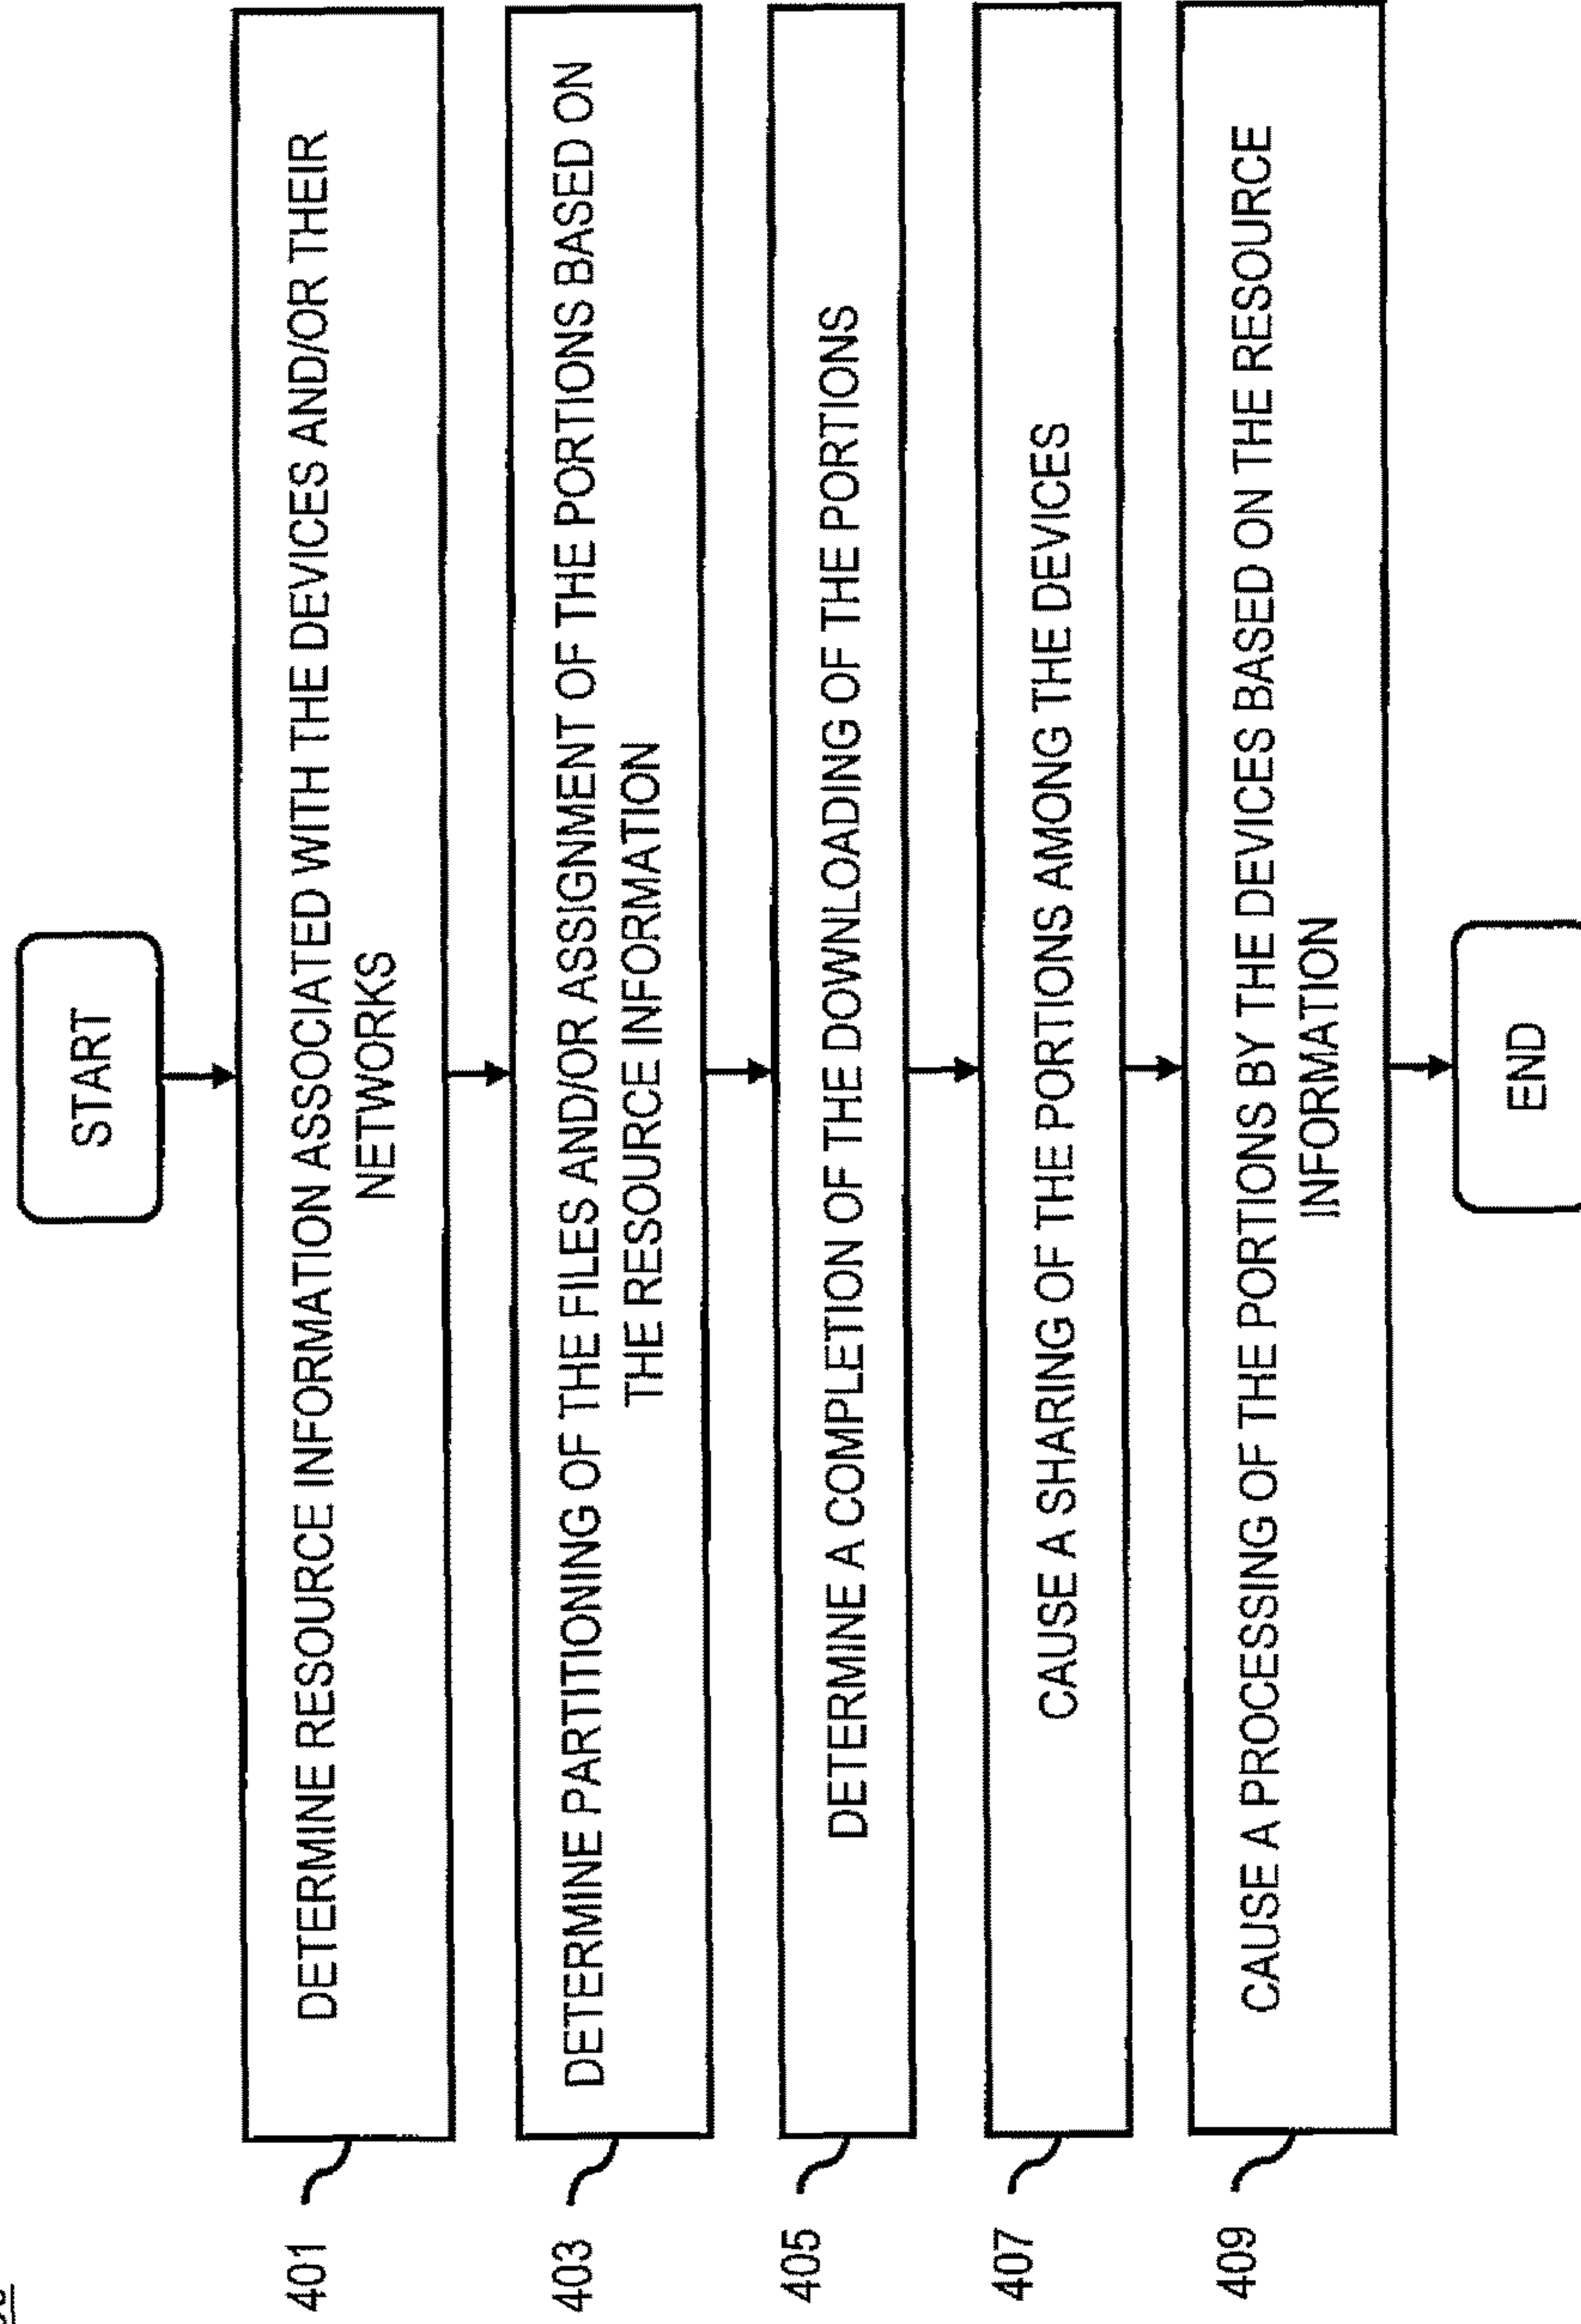 START
401
DETERMINE RESOURCE INFORMATION ASSOCIATED WITH THE DEVICES AND/OR THEIR
NETWORKS
403
DETERMINE PARTITIONING OF THE FILES AND/OR ASSIGNMENT OF THE PORTIONS BASED ON
THE RESOURCE INFORMATION
405
DETERMINE A COMPLETION OF THE DOWNLOADING OF THE PORTIONS
407
CAUSE A SHARING OF THE PORTIONS AMONG THE DEVICES
409
CAUSE A PROCESSING OF THE PORTIONS BY THE DEVICES BASED ON THE RESOURCE
INFORMATION
END